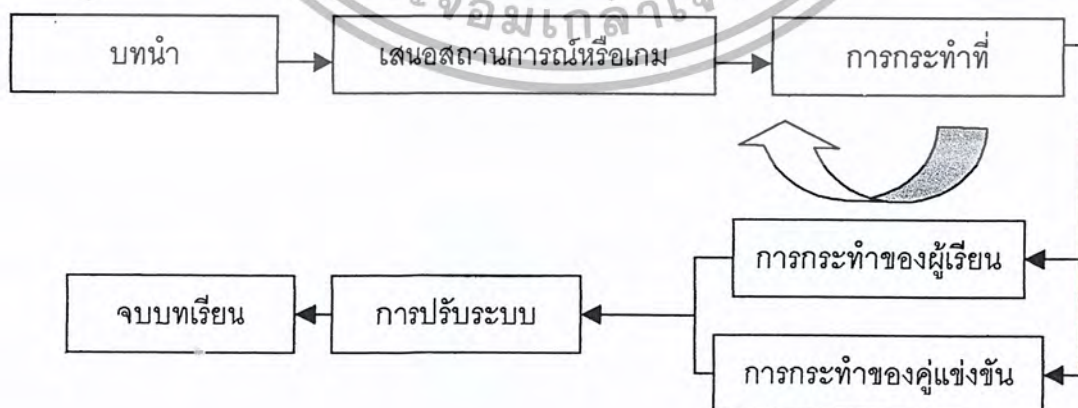 บทนำ
เสนอสถานการณ์หรือเกม
การกระทำที่
การกระทำของผู้เรียน
จบบทเรียน
การปรับระบบ
การกระทำของคู่แข่งขัน